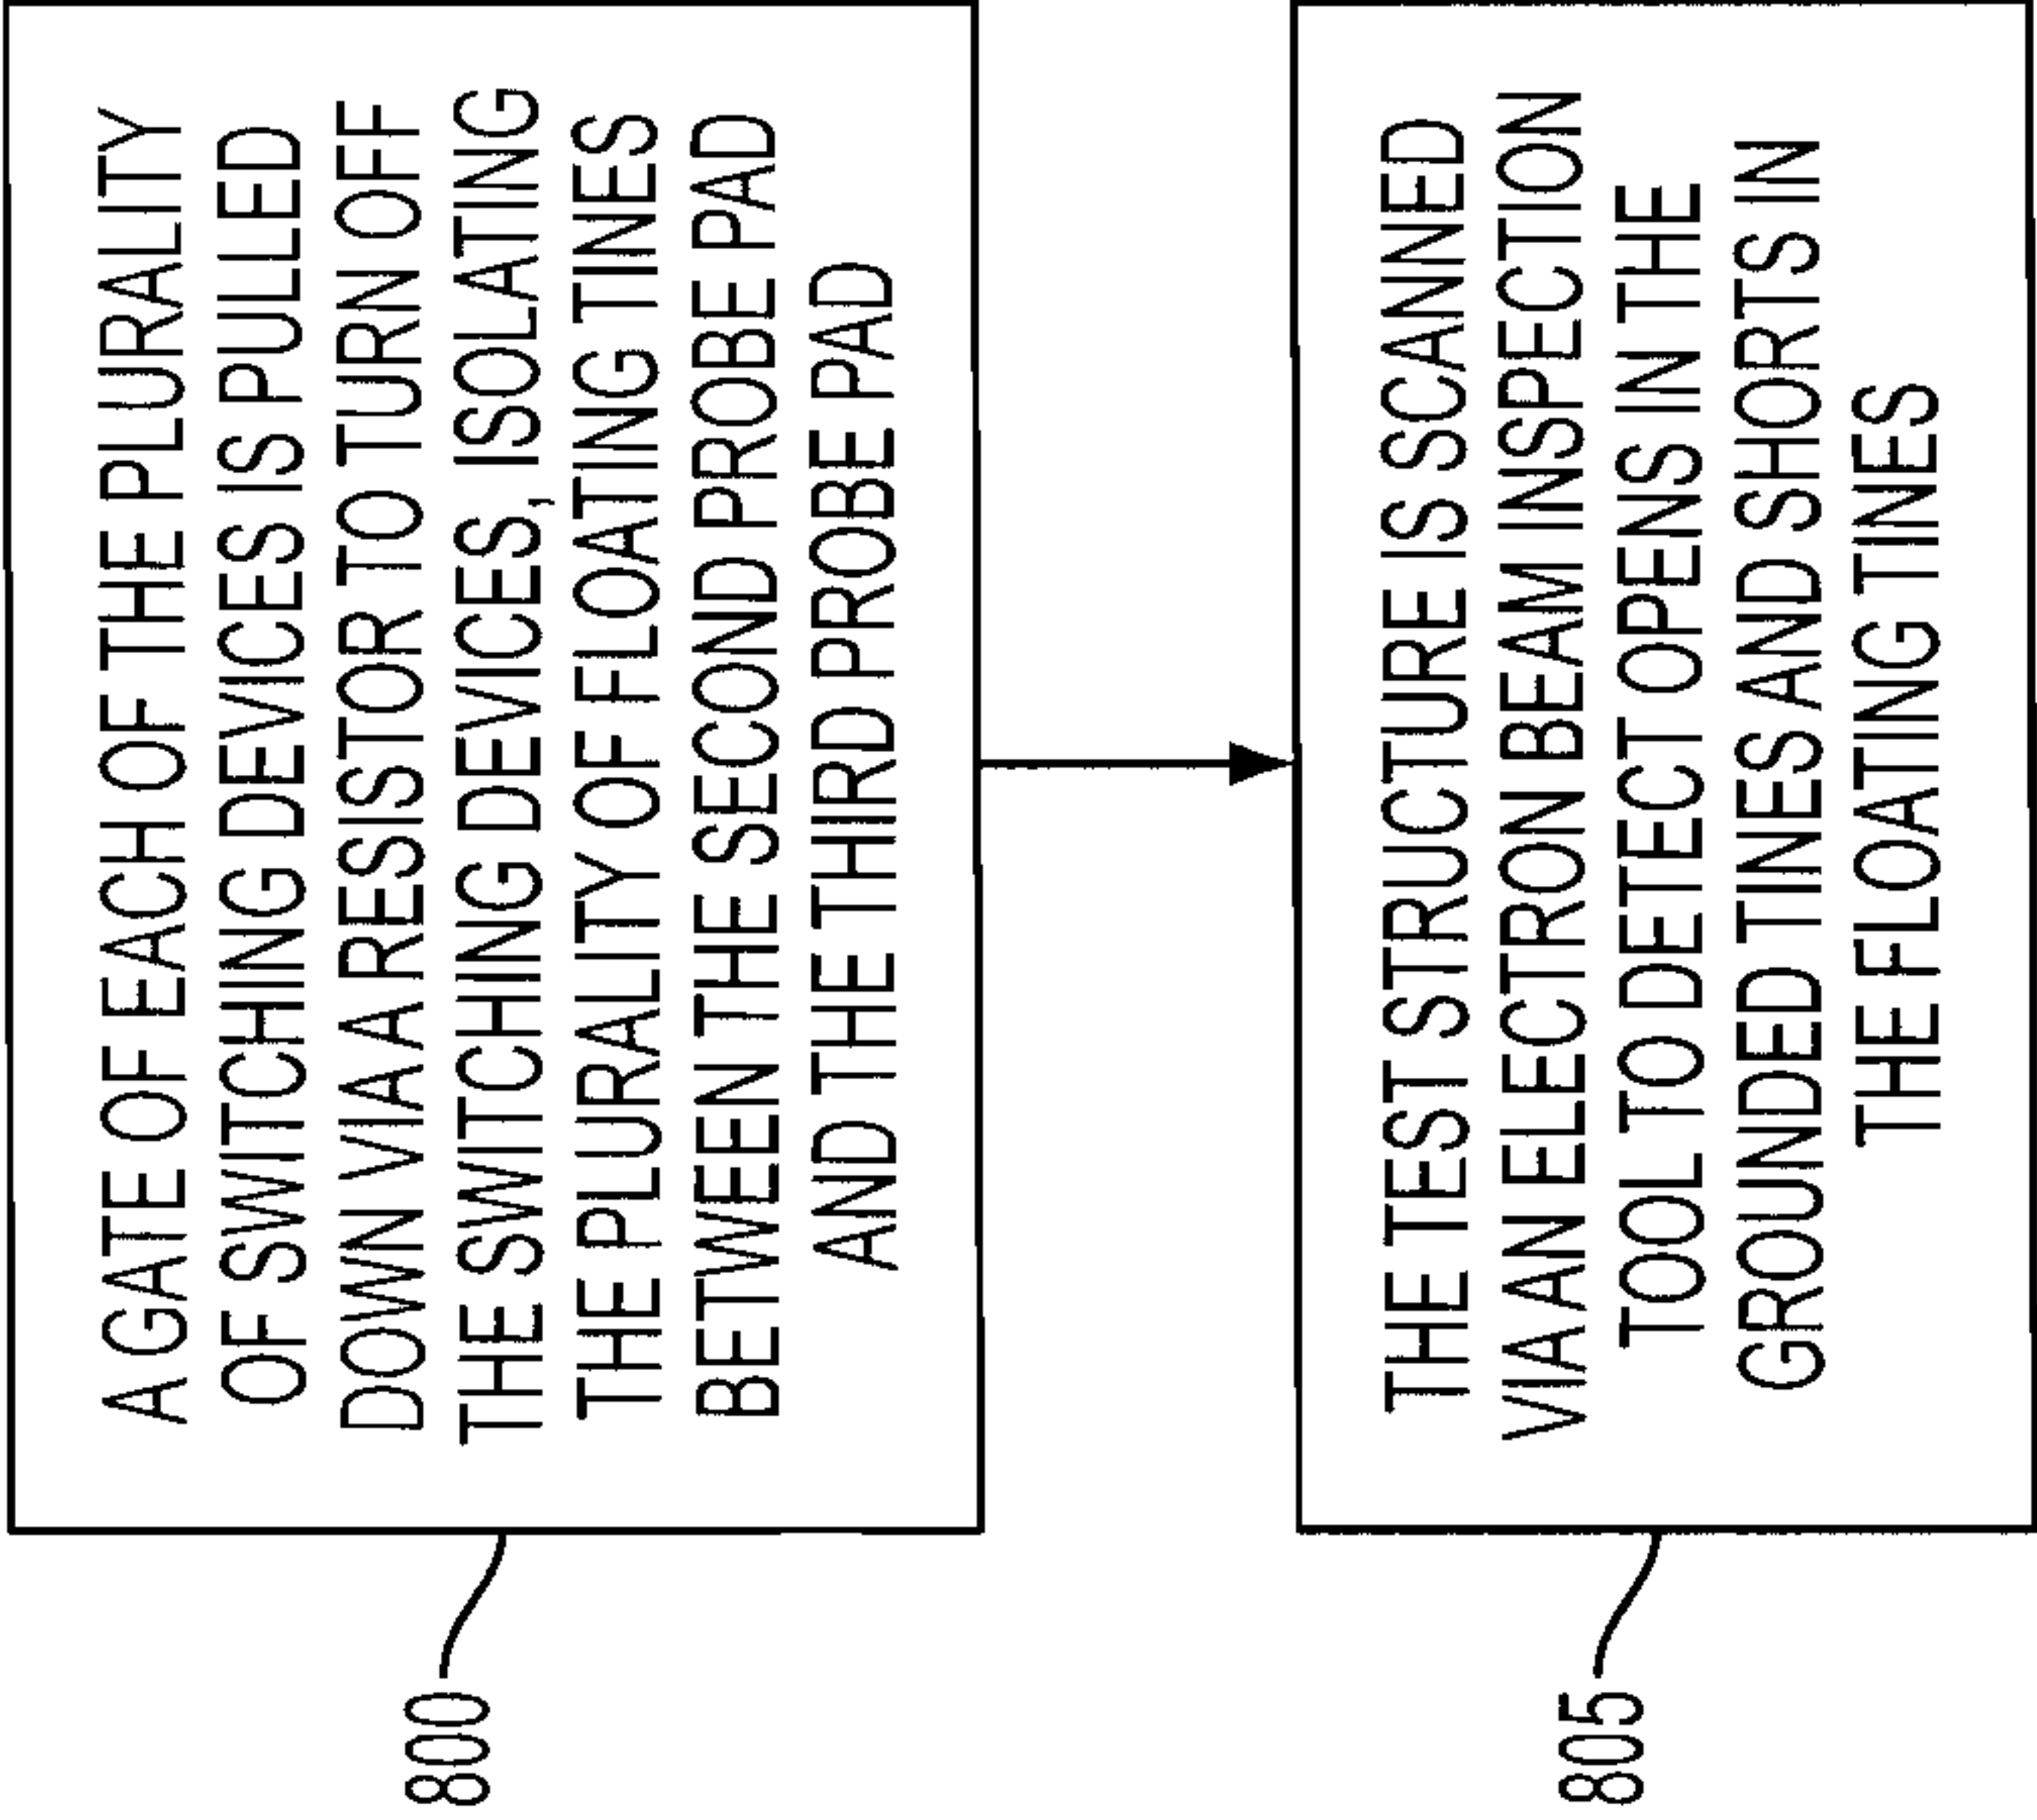 800
A GATE OF EACH OF THE PLURALITY
OF SWITCHING DEVICES IS PULLED
DOWN VIA A RESISTOR TO TURN OFF
THE SWITCHING DEVICES, ISOLATING
THE PLURALITY OF FLOATING TINES
BETWEEN THE SECOND PROBE PAD
AND THE THIRD PROBE PAD
805
THE TEST STRUCTURE IS SCANNED
VIA AN ELECTRON BEAM INSPECTION
TOOL TO DETECT OPENS IN THE
GROUNDED TINES AND SHORTS IN
THE FLOATING TINES